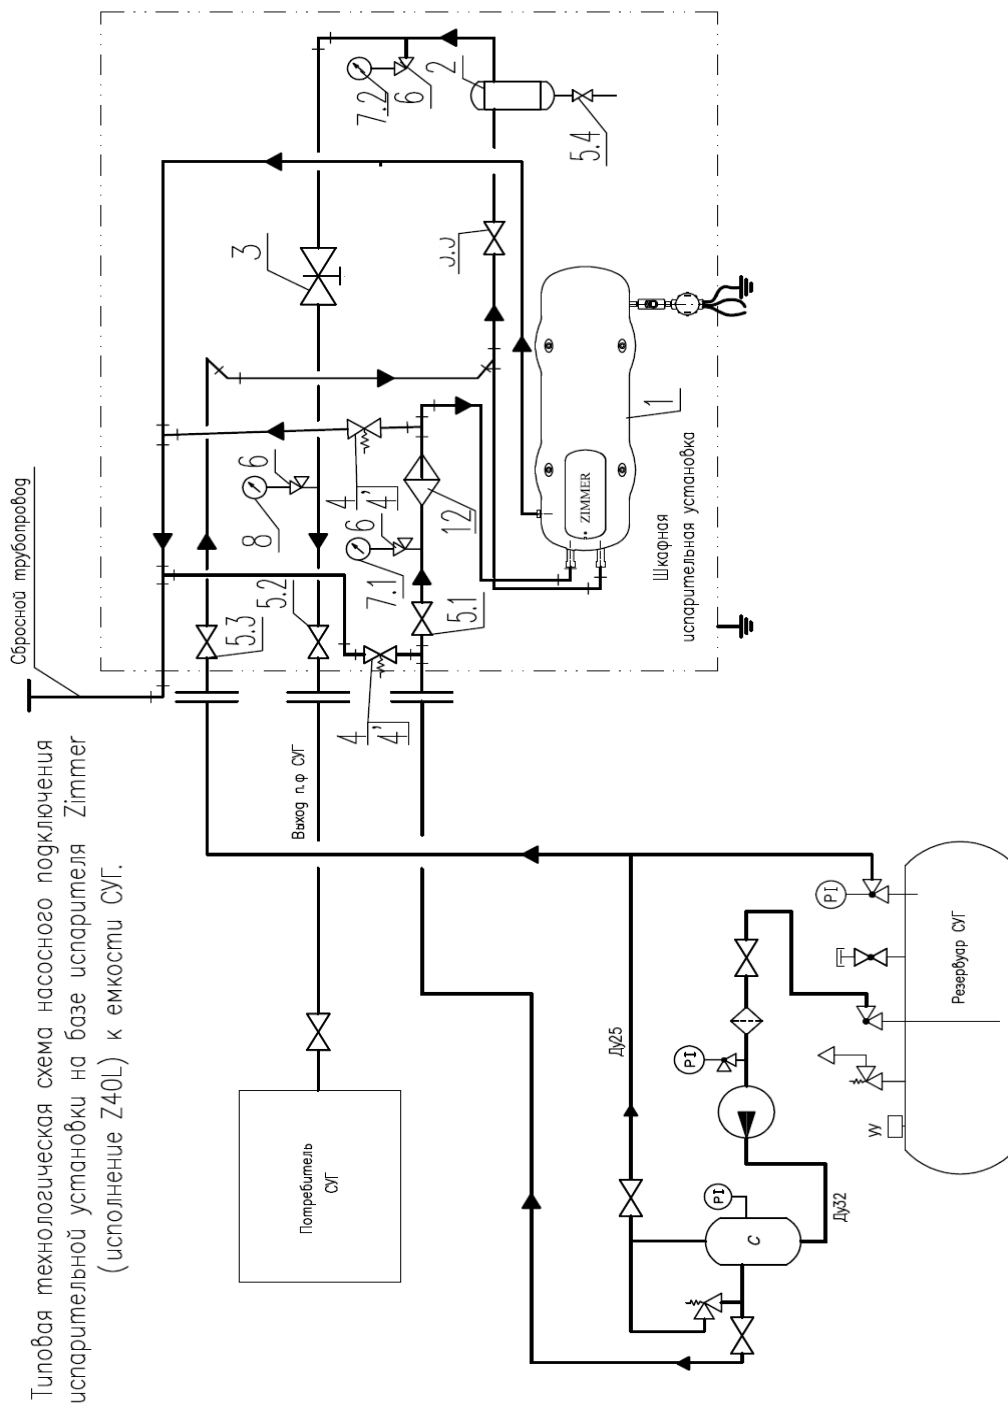 Типовая технологическая схема насосного подключения
испарительной установки на базе испарителя Zimmer
(исполнение Z40L) к емкости СУГ.
Сбросной трубопровод
Выход п.ф СУГ
Потребитель
СУГ
Шкафная
испарительная установка
ZIMMER
1
2
3
4
4'
4
4'
5.1
5.2
5.3
5.4
6
6
6
7.1
7.2
8
12
Ду25
Ду32
PI
PI
PI
С
УУ
Резервуар СУГ